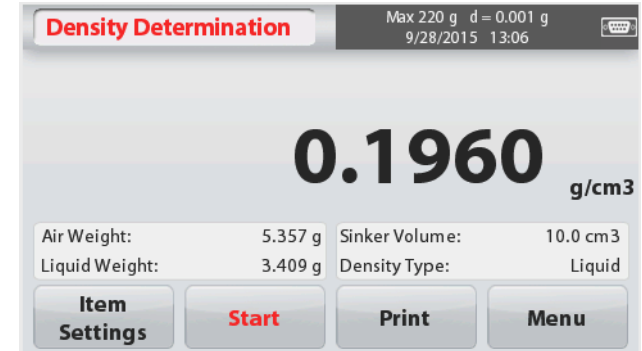 Density Determination
Max 220 g d = 0.001 g
9/28/2015 13:06
0.1960 g/cm3
Air Weight: 5.357 g Sinker Volume: 10.0 cm3
Liquid Weight: 3.409 g Density Type: Liquid
Item Settings
Start
Print
Menu